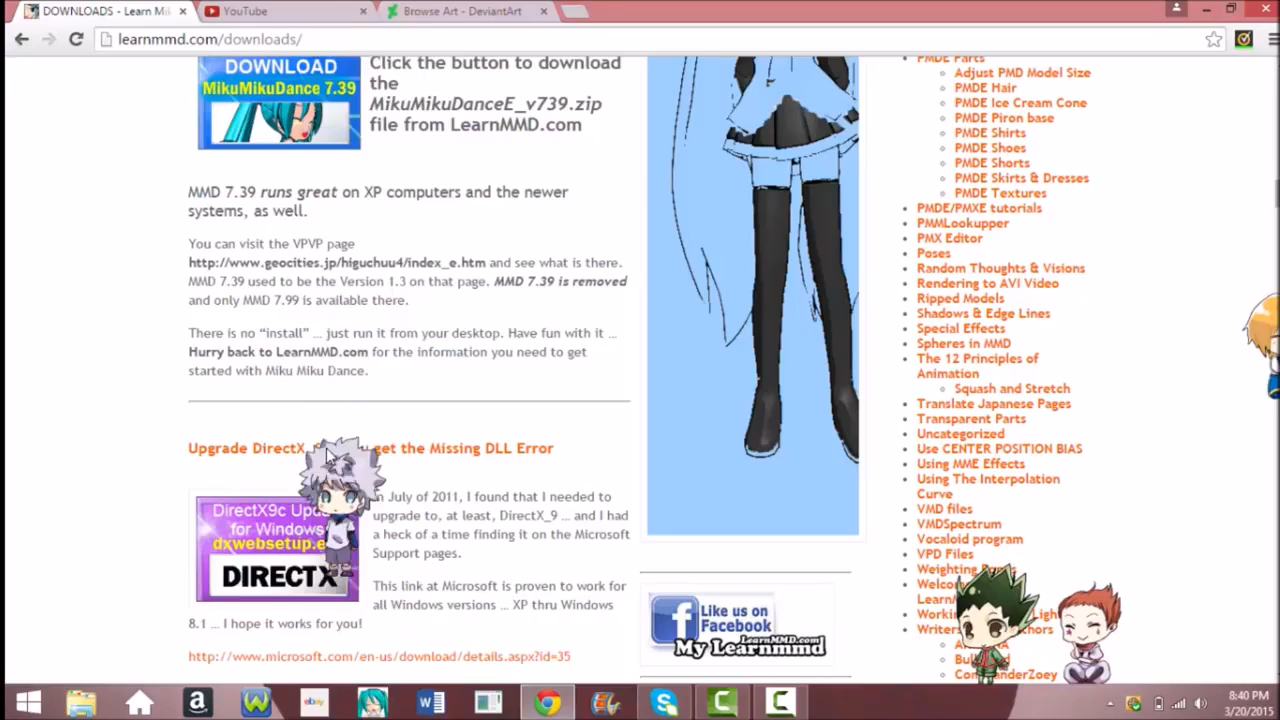 DOWNLOADS - Learn Mi
YouTube
Browse Art - DeviantArt
learnmmd.com/downloads/
DOWNLOAD
MikuMikuDance 7.39
Click the button to download
the
MikuMikuDanceE_v739.zip
file from LearnMMD.com
MMD 7.39 runs great on XP computers and the newer
systems, as well.
You can visit the VPVP page
http://www.geocities.jp/higuchuu4/index_e.htm and see what is there.
MMD 7.39 used to be the Version 1.3 on that page. MMD 7.39 is removed
and only MMD 7.99 is available there.
There is no “install” ... just run it from your desktop. Have fun with it ...
Hurry back to LearnMMD.com for the information you need to get
started with Miku Miku Dance.
Upgrade DirectX get the Missing DLL Error
DirectX9c Upd
for Windows
dxwebsetup.e
DIRECTX
in July of 2011, I found that I needed to
upgrade to, at least, DirectX_9 ... and I had
a heck of a time finding it on the Microsoft
Support pages.
This link at Microsoft is proven to work for
all Windows versions ... XP thru Windows
8.1 ... I hope it works for you!
http://www.microsoft.com/en-us/download/details.aspx?id=35
Like us on
Facebook
LearnMMD.com
My Learnmmd
PMDE Parts
Adjust PMD Model Size
PMDE Hair
PMDE Ice Cream Cone
PMDE Piron base
PMDE Shirts
PMDE Shoes
PMDE Shorts
PMDE Skirts & Dresses
PMDE Textures
PMDE/PMXE tutorials
PMMLookupper
PMX Editor
Poses
Random Thoughts & Visions
Rendering to AVI Video
Ripped Models
Shadows & Edge Lines
Special Effects
Spheres in MMD
The 12 Principles of
Animation
Squash and Stretch
Translate Japanese Pages
Transparent Parts
Uncategorized
Use CENTER POSITION BIAS
Using MME Effects
Using The Interpolation
Curve
VMD files
VMDSpectrum
Vocaloid program
VPD Files
Weighting
Welco
Learn
Work Ligh
Writers hors
A A
Bull
CommanderZoey
a
W
ebay
8:40 PM
3/20/2015